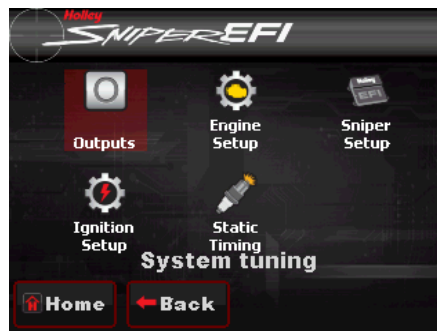 Holley
SNIPER EFI
Outputs
Engine
Setup
Sniper
Setup
Ignition
Setup
Static
Timing
System tuning
Home
Back